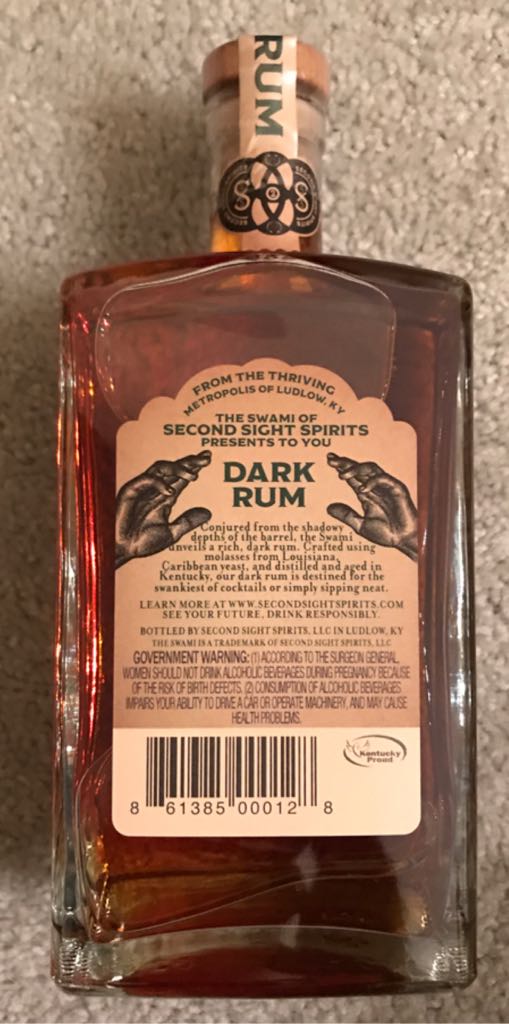 RUM
FROM THE THRIVING
METROPOLIS OF LUDLOW, KY
THE SWAMI OF
SECOND SIGHT SPIRITS
PRESENTS TO YOU
DARK
RUM
Conjured from the shadowy
depths of the barrel, the Swami
unveils a rich, dark rum. Crafted using
molasses from Louisiana,
Caribbean yeast, and distilled and aged in
Kentucky, our dark rum is destined for the
swankiest of cocktails or simply sipping neat.
LEARN MORE AT WWW.SECONDSIGHTSPIRITS.COM
SEE YOUR FUTURE, DRINK RESPONSIBLY.
BOTTLED BY SECOND SIGHT SPIRITS, LLC IN LUDLOW, KY
THE SWAMI IS A TRADEMARK OF SECOND SIGHT SPIRITS, LLC
GOVERNMENT WARNING: (1) ACCORDING TO THE SURGEON GENERAL,
WOMEN SHOULD NOT DRINK ALCOHOLIC BEVERAGES DURING PREGNANCY BECAUSE
OF THE RISK OF BIRTH DEFECTS. (2) CONSUMPTION OF ALCOHOLIC BEVERAGES
IMPAIRS YOUR ABILITY TO DRIVE A CAR OR OPERATE MACHINERY, AND MAY CAUSE
HEALTH PROBLEMS.
Kentucky
Proud
8 61385 00012 8